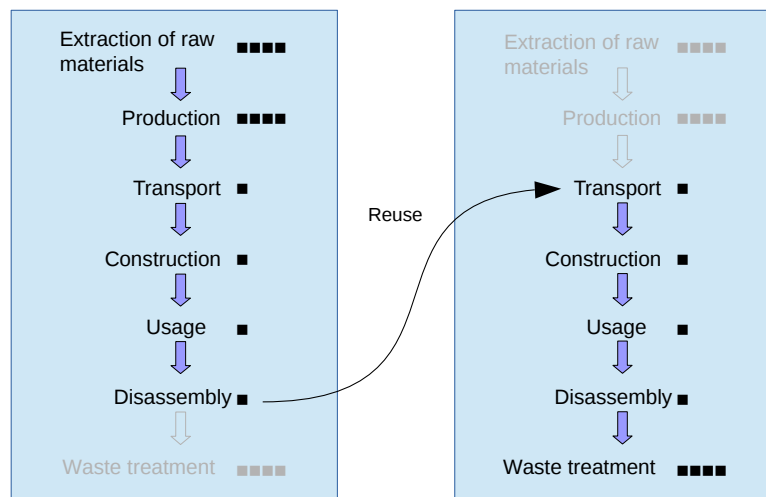 Extraction of raw
materials
Production
Transport
Construction
Usage
Disassembly
Waste treatment
Reuse
Extraction of raw
materials
Production
Transport
Construction
Usage
Disassembly
Waste treatment